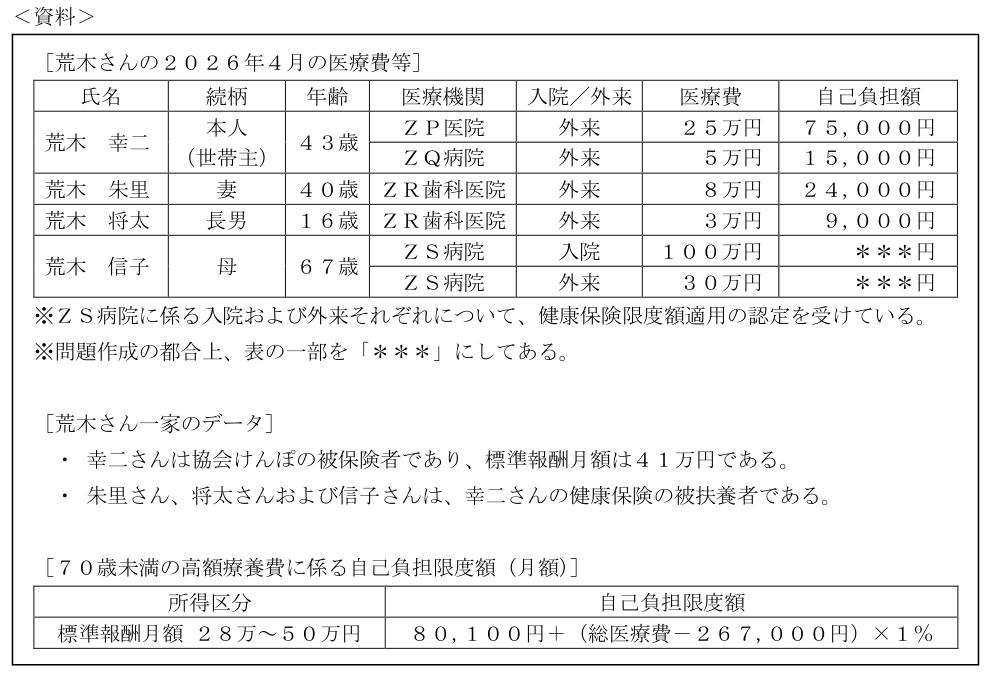 ＜資料＞
［荒木さんの２０２６年４月の医療費等］
氏名 続柄 年齢 医療機関 入院／外来 医療費 自己負担額
荒木　幸二 本人（世帯主） ４３歳 ＺＰ医院 外来 ２５万円 ７５,０００円
ＺＱ病院 外来 ５万円 １５,０００円
荒木　朱里 妻 ４０歳 ＺＲ歯科医院 外来 ８万円 ２４,０００円
荒木　将太 長男 １６歳 ＺＲ歯科医院 外来 ３万円 ９,０００円
荒木　信子 母 ６７歳 ＺＳ病院 入院 １００万円 ＊＊＊円
ＺＳ病院 外来 ３０万円 ＊＊＊円
※ＺＳ病院に係る入院および外来それぞれについて、健康保険限度額適用の認定を受けている。
※問題作成の都合上、表の一部を「＊＊＊」にしてある。
［荒木さん一家のデータ］
・ 幸二さんは協会けんぽの被保険者であり、標準報酬月額は４１万円である。
・ 朱里さん、将太さんおよび信子さんは、幸二さんの健康保険の被扶養者である。
［７０歳未満の高額療養費に係る自己負担限度額（月額）］
所得区分 自己負担限度額
標準報酬月額 ２８万～５０万円 ８０,１００円＋（総医療費－２６７,０００円）×１％